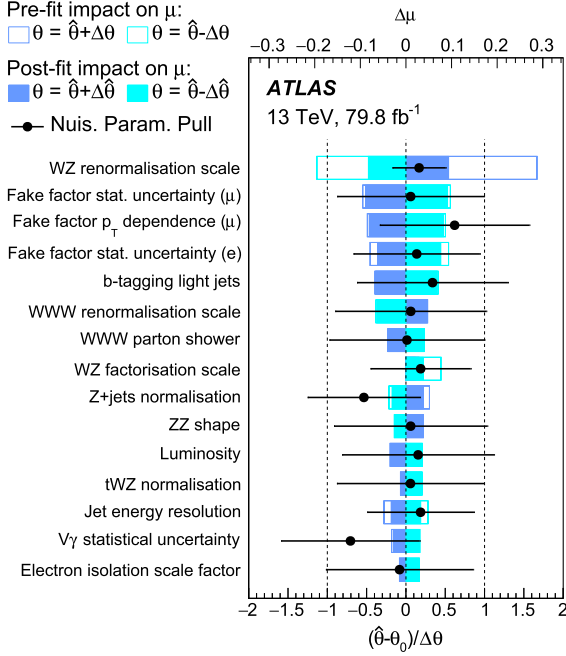 Pre-fit impact on μ:
θ = θ̂+Δθ θ = θ̂-Δθ
Post-fit impact on μ:
θ = θ̂+Δθ̂ θ = θ̂-Δθ̂
Nuis. Param. Pull
Δμ
−0.3 −0.2 −0.1 0 0.1 0.2 0.3
ATLAS
13 TeV, 79.8 fb⁻¹
WZ renormalisation scale
Fake factor stat. uncertainty (μ)
Fake factor p_T dependence (μ)
Fake factor stat. uncertainty (e)
b-tagging light jets
WWW renormalisation scale
WWW parton shower
WZ factorisation scale
Z+jets normalisation
ZZ shape
Luminosity
tWZ normalisation
Jet energy resolution
Vγ statistical uncertainty
Electron isolation scale factor
−2 −1.5 −1 −0.5 0 0.5 1 1.5 2
(θ̂-θ₀)/Δθ